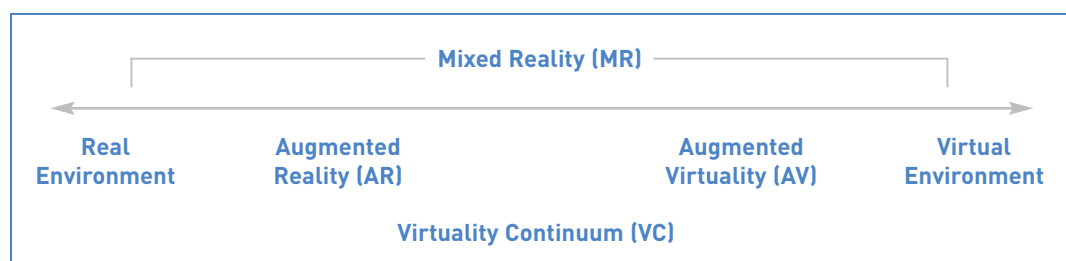 Mixed Reality (MR)
Real Environment
Augmented Reality (AR)
Augmented Virtuality (AV)
Virtual Environment
Virtuality Continuum (VC)